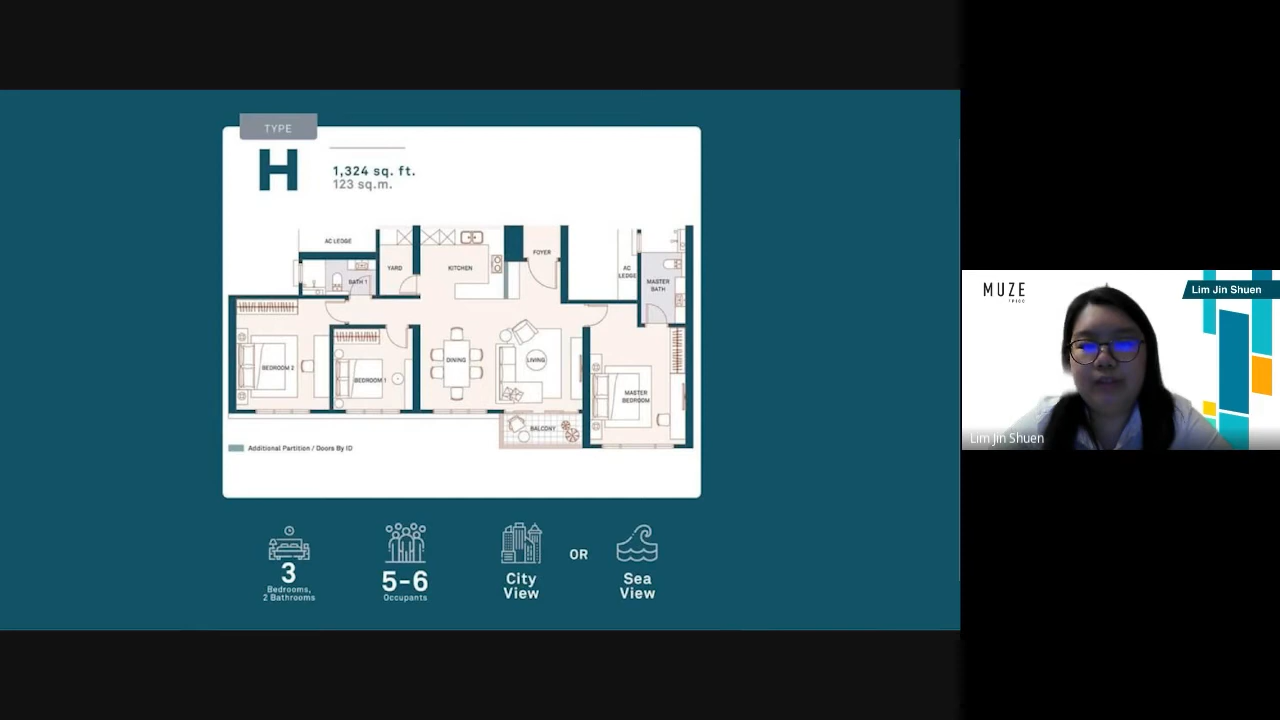 TYPE
H
1,324 sq. ft.
123 sq.m.
AC LEDGE
BATH 1
YARD
KITCHEN
FOYER
AC
LEDGE
MASTER
BATH
BEDROOM 2
BEDROOM 1
DINING
LIVING
MASTER
BEDROOM
BALCONY
Additional Partition / Doors By ID
3
Bedrooms,
2 Bathrooms
5-6
Occupants
City
View
OR
Sea
View
MUZE
Lim Jin Shuen
Lim Jin Shuen